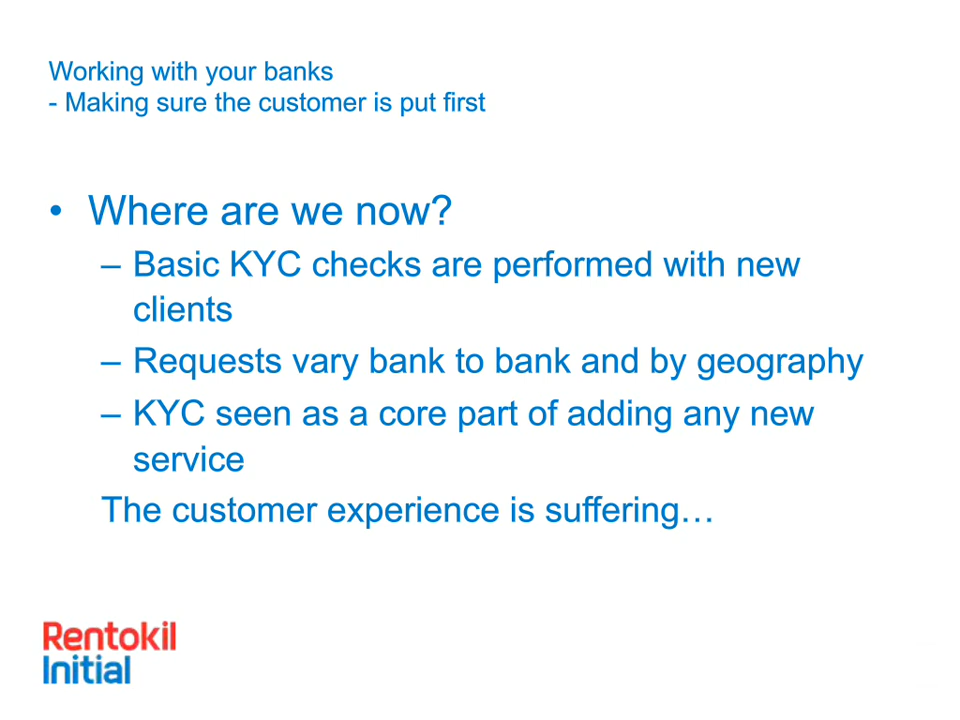 Working with your banks
- Making sure the customer is put first
• Where are we now?
– Basic KYC checks are performed with new
clients
– Requests vary bank to bank and by geography
– KYC seen as a core part of adding any new
service
The customer experience is suffering…
Rentokil
Initial